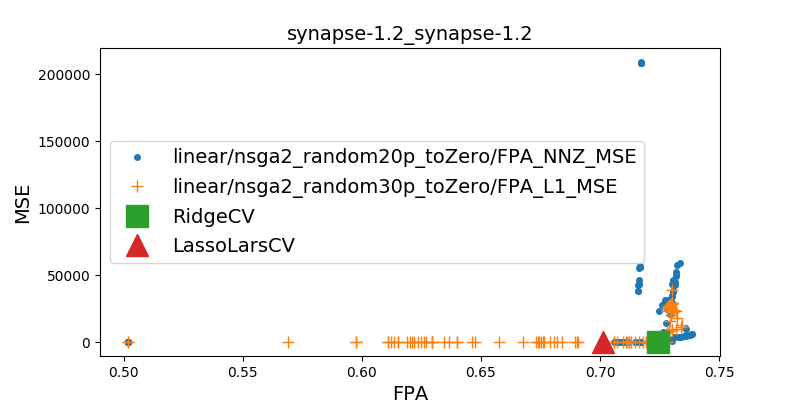 synapse-1.2_synapse-1.2
MSE
200000
150000
100000
50000
0
linear/nsga2_random20p_toZero/FPA_NNZ_MSE
linear/nsga2_random30p_toZero/FPA_L1_MSE
RidgeCV
LassoLarsCV
0.50 0.55 0.60 0.65 0.70 0.75
FPA